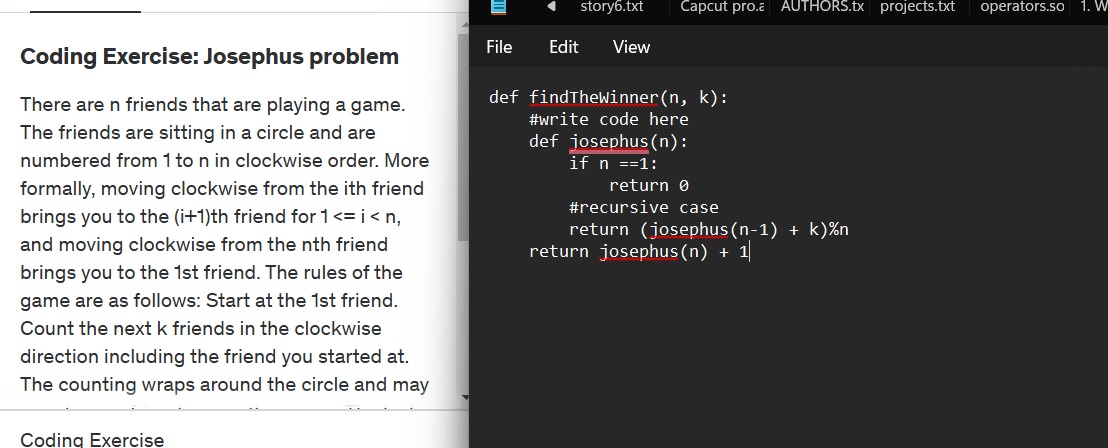 Coding Exercise: Josephus problem
There are n friends that are playing a game.
The friends are sitting in a circle and are
numbered from 1 to n in clockwise order. More
formally, moving clockwise from the ith friend
brings you to the (i+1)th friend for 1 <= i < n,
and moving clockwise from the nth friend
brings you to the 1st friend. The rules of the
game are as follows: Start at the 1st friend.
Count the next k friends in the clockwise
direction including the friend you started at.
The counting wraps around the circle and may
Coding Exercise
story6.txt Capcut pro.a AUTHORS.tx projects.txt operators.so 1. W
File Edit View
def findTheWinner(n, k):
    #write code here
    def josephus(n):
        if n ==1:
            return 0
        #recursive case
        return (josephus(n-1) + k)%n
    return josephus(n) + 1